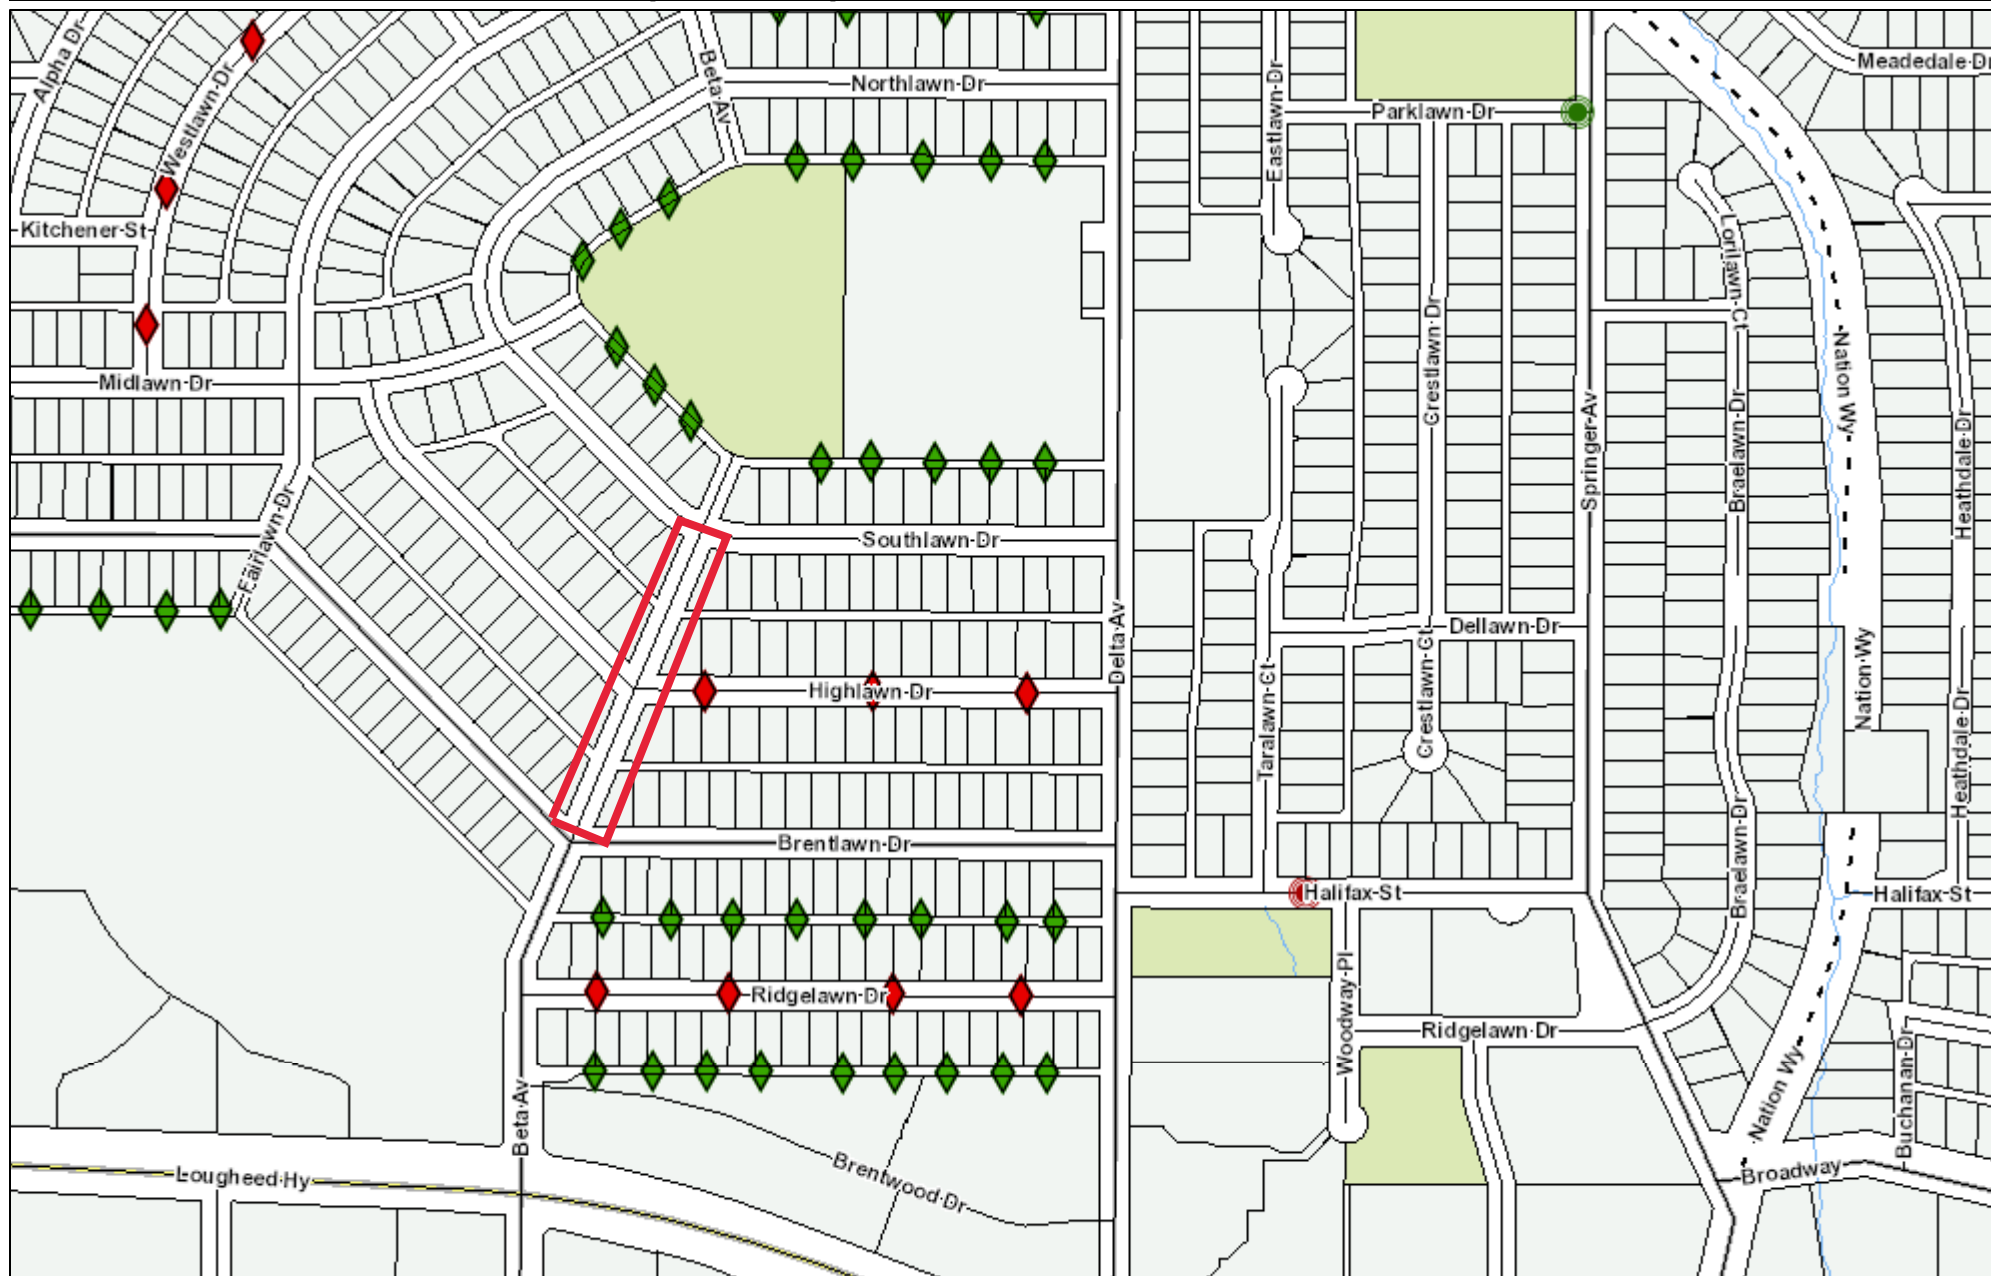 Alpha Dr
Westlawn Dr
Beta Av
Northlawn Dr
Eastlawn Dr
Parklawn Dr
Meadedale Dr
Kitchener St
Lorilawn Ct
Midlawn Dr
Crestlawn Dr
Nation Wy
Springer Av
Braelawn Dr
Heathdale Dr
Fairlawn Dr
Southlawn Dr
Delta Av
Dellawn Dr
Crestlawn Ct
Taralawn Ct
Nation Wy
Highlawn Dr
Heathdale Dr
Brentlawn Dr
Braelawn Dr
Halifax St
Halifax St
Ridgelawn Dr
Woodway Pl
Ridgelawn Dr
Nation Wy
Buchanan Dr
Beta Av
Lougheed Hy
Brentwood Dr
Broadway